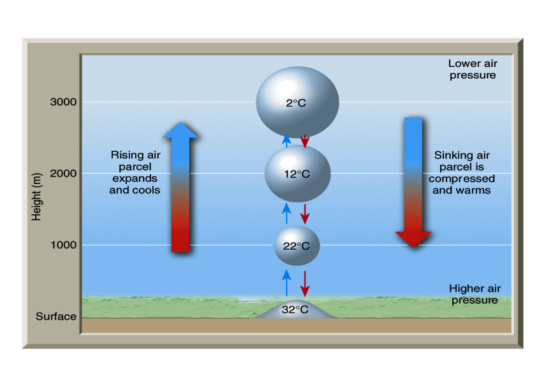 Lower air
pressure
3000
2°C
Rising air
parcel
expands
and cools
Sinking air
parcel is
compressed
and warms
2000
12°C
Height (m)
1000
22°C
Higher air
pressure
32°C
Surface